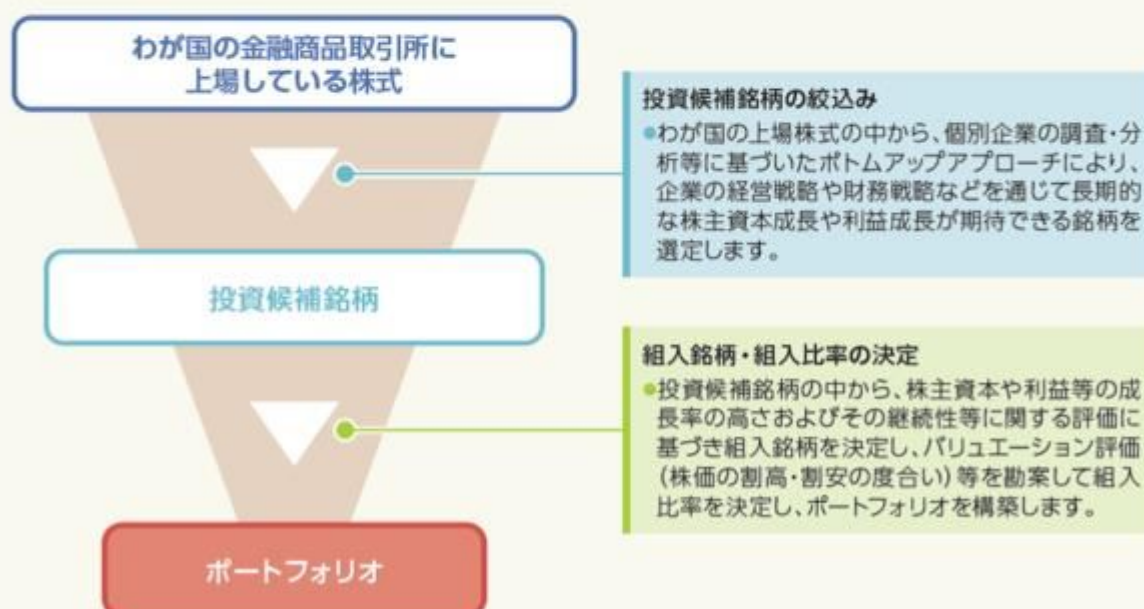 わが国の金融商品取引所に
上場している株式
投資候補銘柄の絞込み
●わが国の上場株式の中から、個別企業の調査・分
析等に基づいたボトムアップアプローチにより、
企業の経営戦略や財務戦略などを通じて長期的
な株主資本成長や利益成長が期待できる銘柄を
選定します。
投資候補銘柄
組入銘柄・組入比率の決定
●投資候補銘柄の中から、株主資本や利益等の成
長率の高さおよびその継続性等に関する評価に
基づき組入銘柄を決定し、バリュエーション評価
(株価の割高・割安の度合い)等を勘案して組入
比率を決定し、ポートフォリオを構築します。
ポートフォリオ